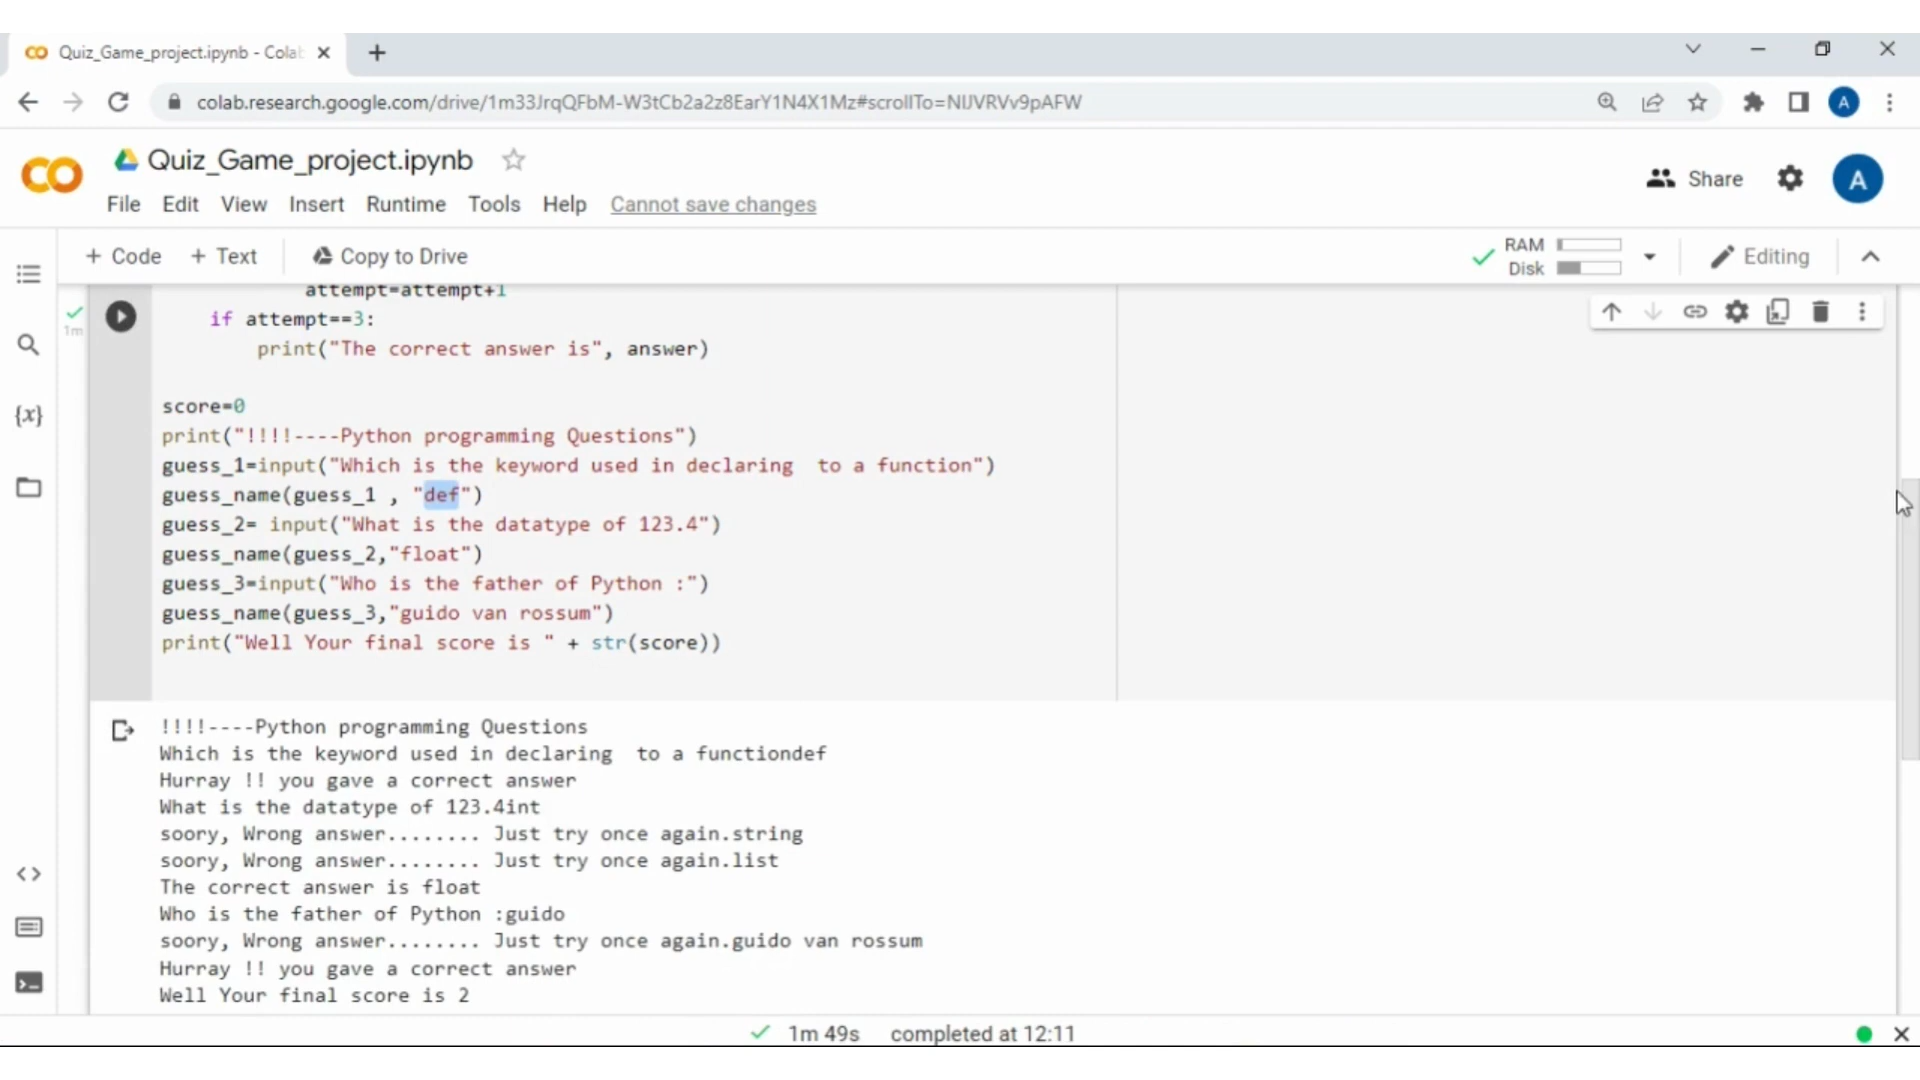 Quiz_Game_project.ipynb - Colab
colab.research.google.com/drive/1m33JrqQFbM-W3tCb2a2z8EarY1N4X1Mz#scrollTo=NIJVRVv9pAFW
A
CO
Quiz_Game_project.ipynb
File Edit View Insert Runtime Tools Help Cannot save changes
Share
A
+ Code + Text Copy to Drive
RAM
Disk
Editing
1m
attempt=attempt+1
if attempt==3:
print("The correct answer is", answer)
score=0
print("!!!!----Python programming Questions")
guess_1=input("Which is the keyword used in declaring  to a function")
guess_name(guess_1 , "def")
guess_2= input("What is the datatype of 123.4")
guess_name(guess_2,"float")
guess_3=input("Who is the father of Python :")
guess_name(guess_3,"guido van rossum")
print("Well Your final score is " + str(score))
{x}
!!!!----Python programming Questions
Which is the keyword used in declaring  to a functiondef
Hurray !! you gave a correct answer
What is the datatype of 123.4int
soory, Wrong answer........ Just try once again.string
soory, Wrong answer........ Just try once again.list
The correct answer is float
Who is the father of Python :guido
soory, Wrong answer........ Just try once again.guido van rossum
Hurray !! you gave a correct answer
Well Your final score is 2
1m 49s completed at 12:11